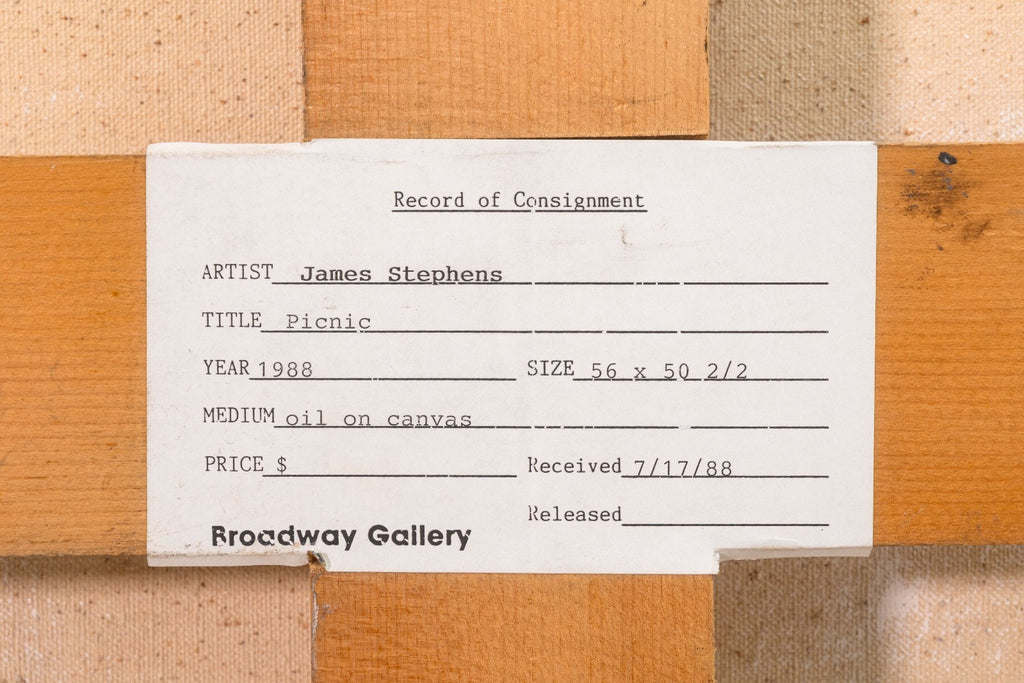 Record of Consignment
ARTIST James Stephens
TITLE Picnic
YEAR 1988 SIZE 56 x 50 2/2
MEDIUM oil on canvas
PRICE $ Received 7/17/88
Released
Broadway Gallery